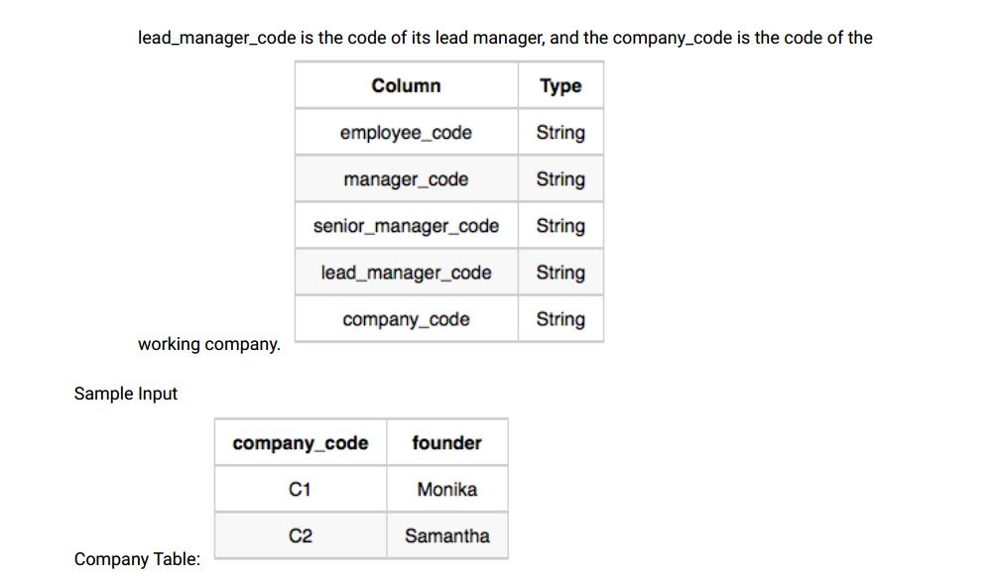 lead_manager_code is the code of its lead manager, and the company_code is the code of the
Column Type
employee_code String
manager_code String
senior_manager_code String
lead_manager_code String
company_code String
working company.
Sample Input
company_code founder
C1 Monika
C2 Samantha
Company Table: